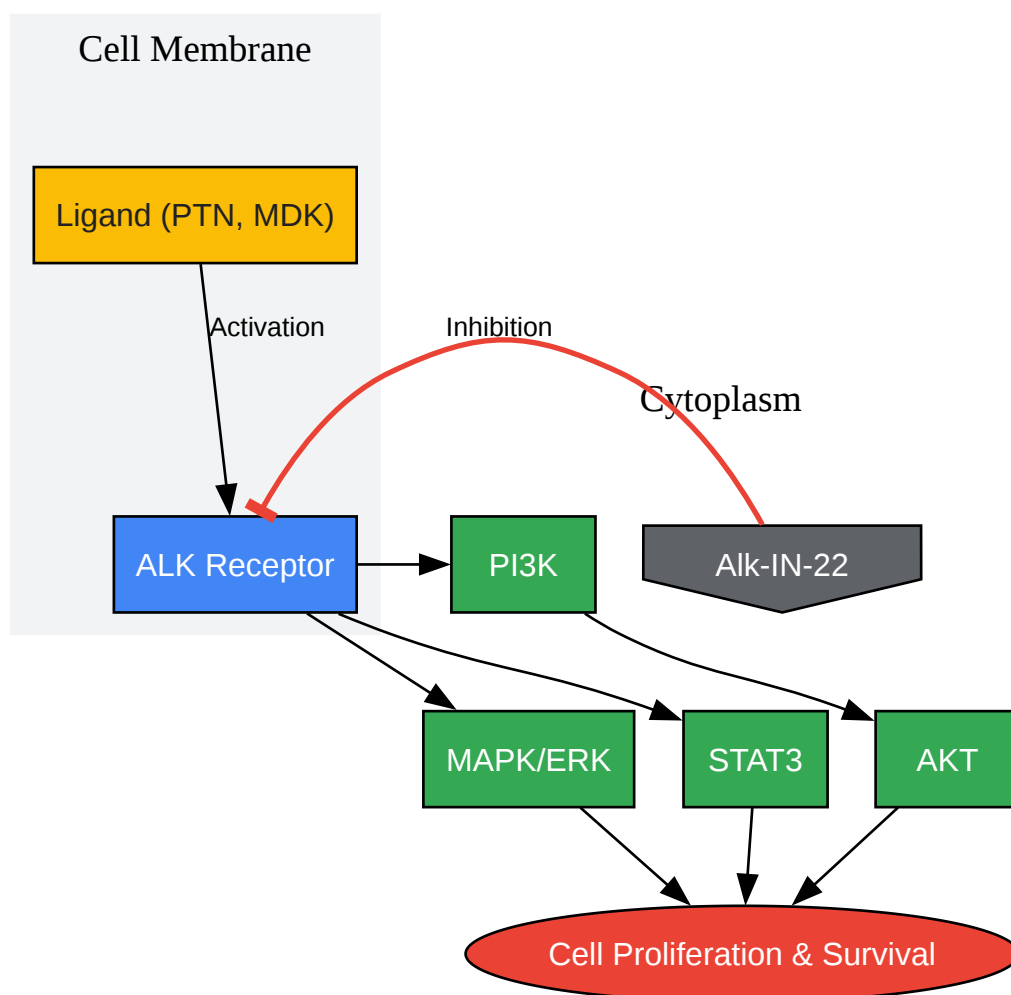 Cell Membrane
Ligand (PTN, MDK)
Activation
Inhibition
Cytoplasm
ALK Receptor
PI3K
Alk-IN-22
MAPK/ERK
STAT3
AKT
Cell Proliferation & Survival